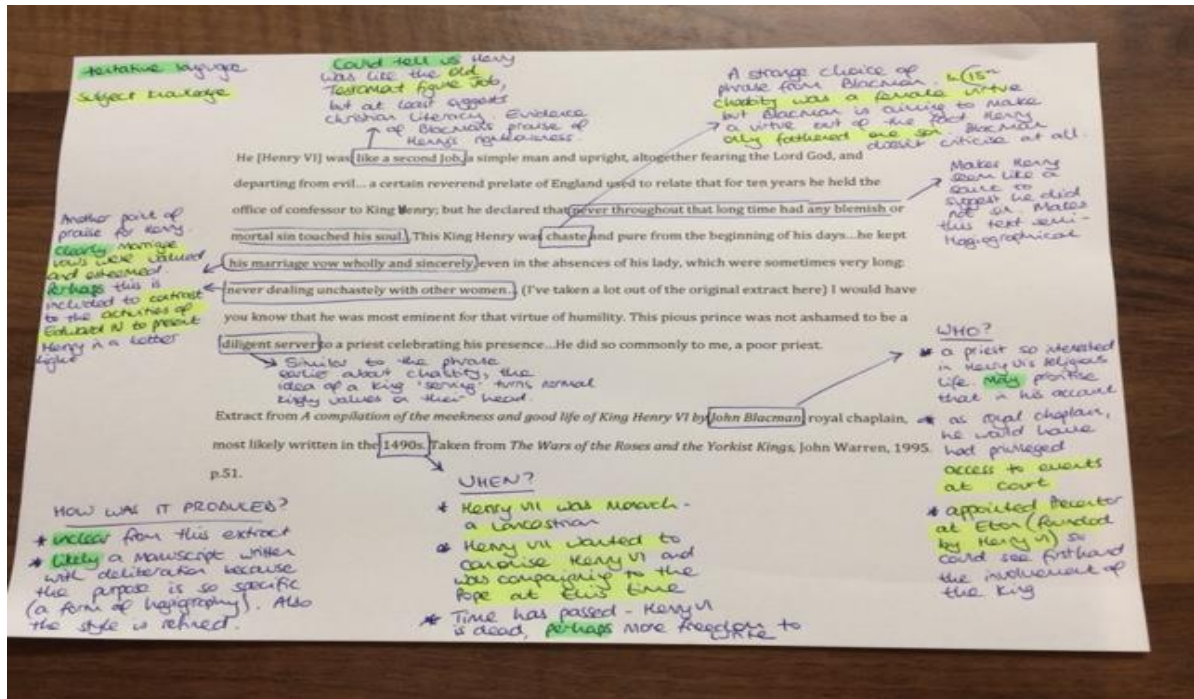 tentative language
subject knowledge
Could tell us Henry
was like the Old
Testament figure Job,
but at least suggests
Christian literacy. Evidence
of Blacman's praise of
Henry's righteousness
A strange choice of
phrase from Blacman. In 15th
chastity was a female virtue
but Blacman is aiming to make
a virtue out of the fact Henry
only fathered one son. Blacman
doesn't criticise at all.
He [Henry VI] was like a second Job, a simple man and upright, altogether fearing the Lord God, and
departing from evil... a certain reverend prelate of England used to relate that for ten years he held the
office of confessor to King Henry; but he declared that never throughout that long time had any blemish or
mortal sin touched his soul. This King Henry was chaste and pure from the beginning of his days...he kept
his marriage vow wholly and sincerely, even in the absences of his lady, which were sometimes very long:
never dealing unchastely with other women... (I've taken a lot out of the original extract here) I would have
you know that he was most eminent for that virtue of humility. This pious prince was not ashamed to be a
diligent server to a priest celebrating his presence...He did so commonly to me, a poor priest.
Makes Henry
seem like a
saint to
suggest he did
not sin. Makes
this text semi-
Hagiographical
Another point of
praise for Henry.
Clearly marriage
vows were valued
and esteemed.
Perhaps this is
included to contrast
to the activities of
Edward IV to present
Henry in a better
light
Similar to the phrase
earlier about chastity, the
idea of a King 'serving' turns normal
kingly values on their head.
Extract from A compilation of the meekness and good life of King Henry VI by John Blacman, royal chaplain,
most likely written in the 1490s. Taken from The Wars of the Roses and the Yorkist Kings, John Warren, 1995.
p.51.
WHO?
* a priest so interested
in Henry VI's religious
life. May prioritise
that in his account
* as royal chaplain,
he would have
had privileged
access to events
at court
* appointed Precentor
at Eton (founded
by Henry VI) so
could see firsthand
the involvement of
the King
HOW WAS IT PRODUCED?
* unclear from this extract
* Likely a Manuscript written
with deliberation because
the purpose is so specific
(a form of hagiography). Also
the style is refined.
WHEN?
* Henry VII was Monarch -
a Lancastrian
* Henry VII wanted to
canonise Henry VI and
was campaigning to the
Pope at this time
* Time has passed - Henry VI
is dead, perhaps more freedom to
write